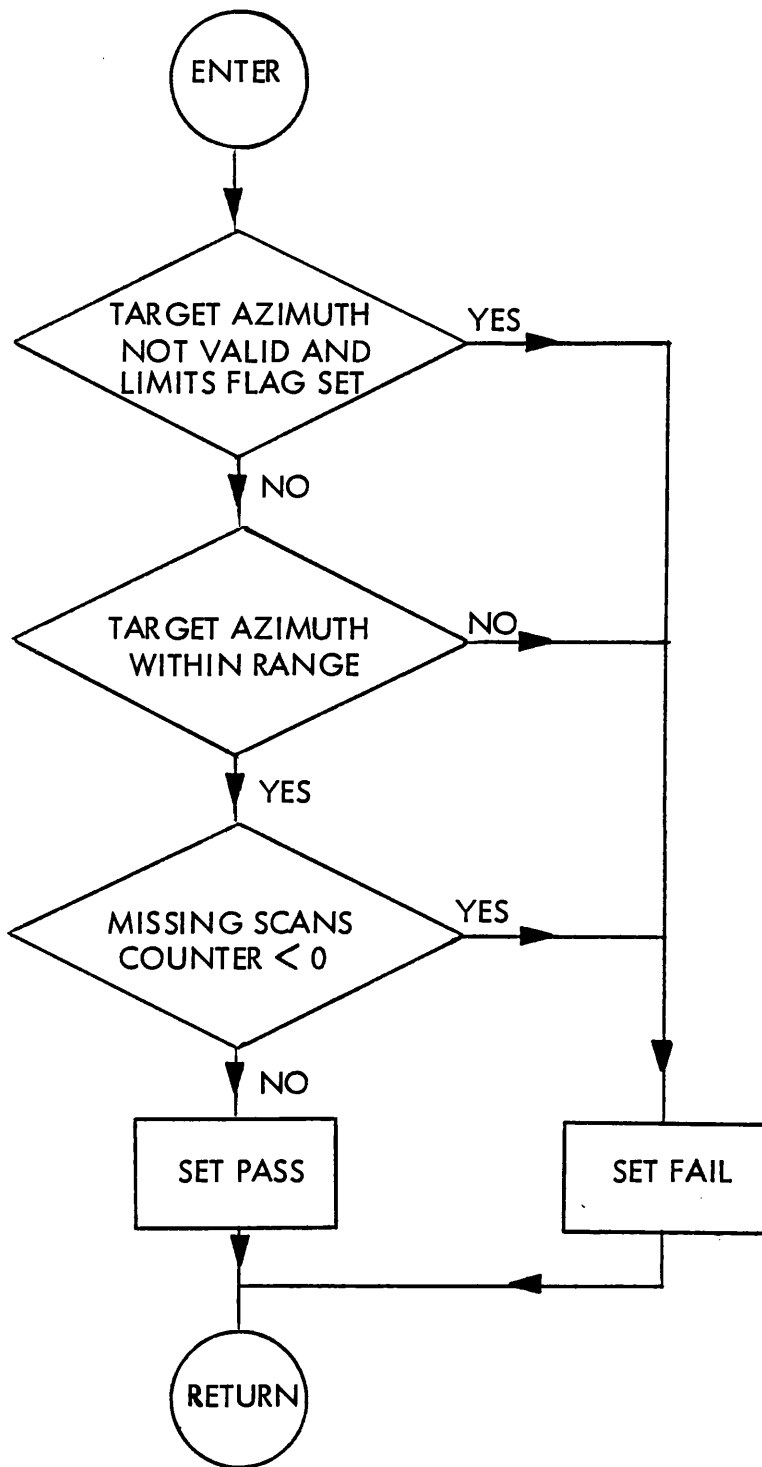 ENTER
TARGET AZIMUTH
NOT VALID AND
LIMITS FLAG SET
YES
NO
TARGET AZIMUTH
WITHIN RANGE
NO
YES
MISSING SCANS
COUNTER < 0
YES
NO
SET PASS
SET FAIL
RETURN